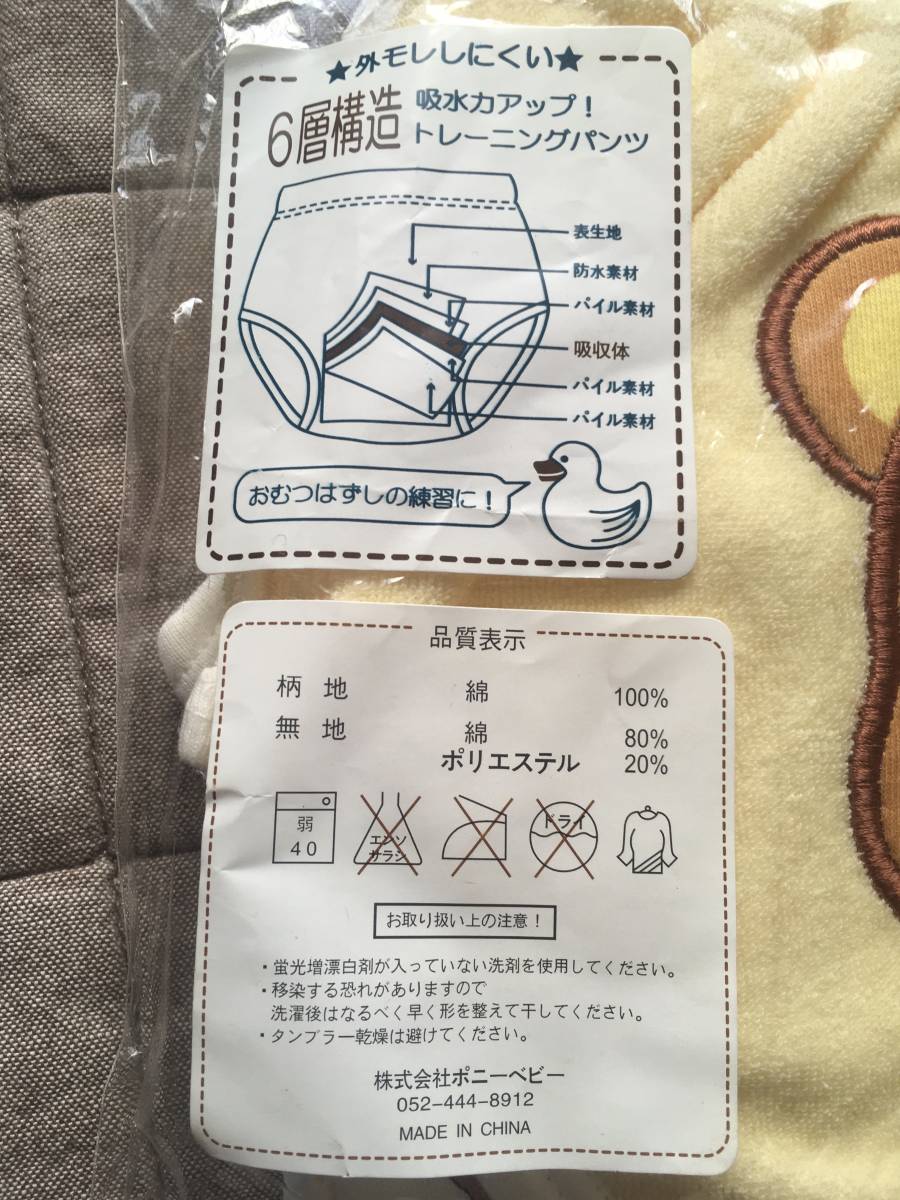 ★外モレしにくい★
6層構造
吸水力アップ!
トレーニングパンツ
表生地
防水素材
パイル素材
吸収体
パイル素材
パイル素材
おむつはずしの練習に!
品質表示
柄 地 綿 100%
無 地 綿 80%
ポリエステル 20%
弱
40
エンソ
サラシ
ドライ
お取り扱い上の注意!
・蛍光増漂白剤が入っていない洗剤を使用してください。
・移染する恐れがありますので
洗濯後はなるべく早く形を整えて干してください。
・タンブラー乾燥は避けてください。
株式会社ポニーベビー
052-444-8912
MADE IN CHINA